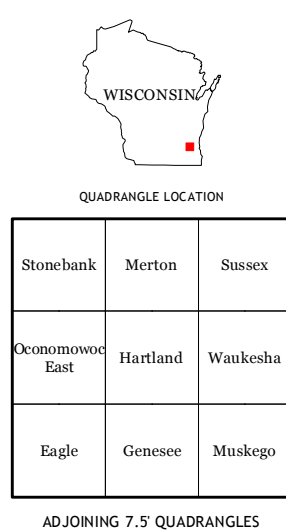 WISCONSIN
QUADRANGLE LOCATION
Stonebank Merton Sussex
Oconomowoc
East
Hartland Waukesha
Eagle Genesee Muskego
ADJOINING 7.5' QUADRANGLES